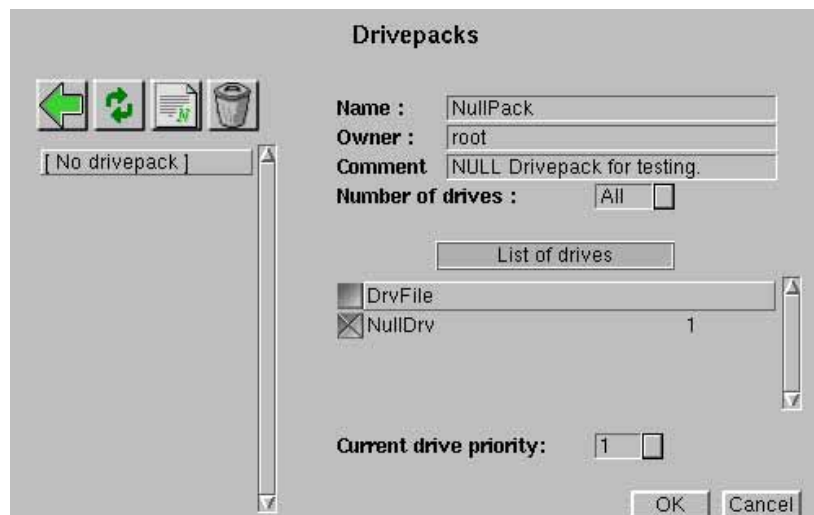 Drivepacks
[ No drivepack ]
Name : NullPack
Owner : root
Comment NULL Drivepack for testing.
Number of drives : All
List of drives
DrvFile
NullDrv 1
Current drive priority: 1
OK Cancel